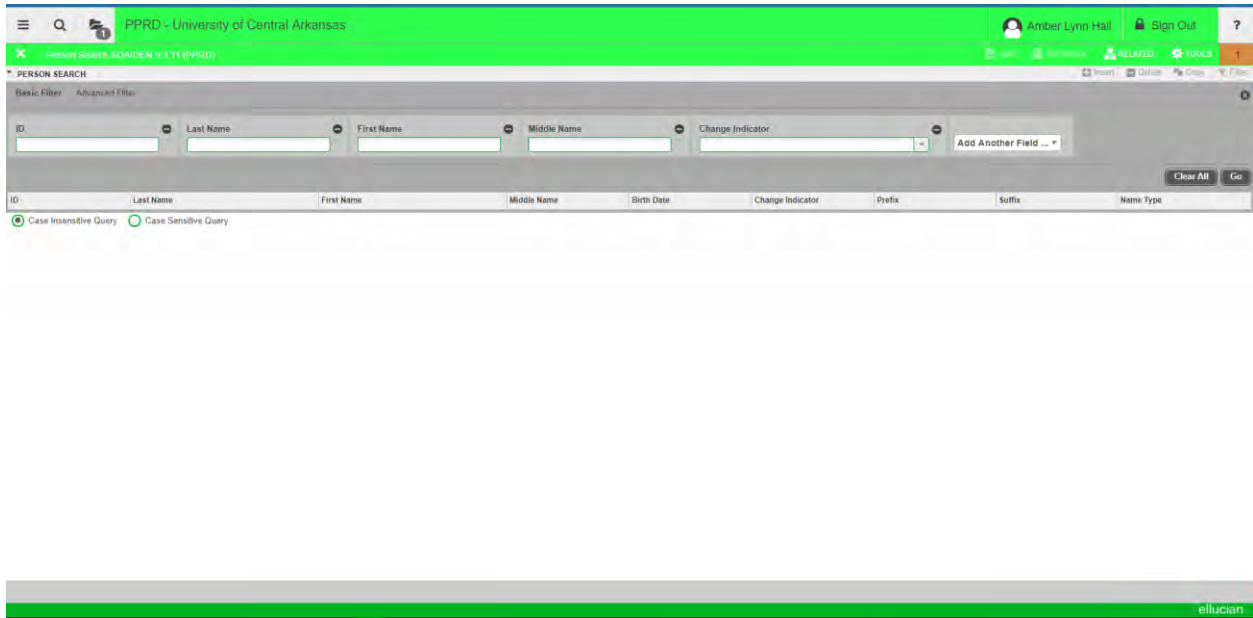 1 PPRD - University of Central Arkansas Amber Lynn Hall Sign Out ?
Person Search SOAIDEN 9.3.11 (PPRD) RELATED TOOLS 1
PERSON SEARCH Insert Delete Copy Filter
Basic Filter Advanced Filter
ID Last Name First Name Middle Name Change Indicator
Add Another Field ...
Clear All Go
ID Last Name First Name Middle Name Birth Date Change Indicator Prefix Suffix Name Type
Case Insensitive Query Case Sensitive Query
ellucian